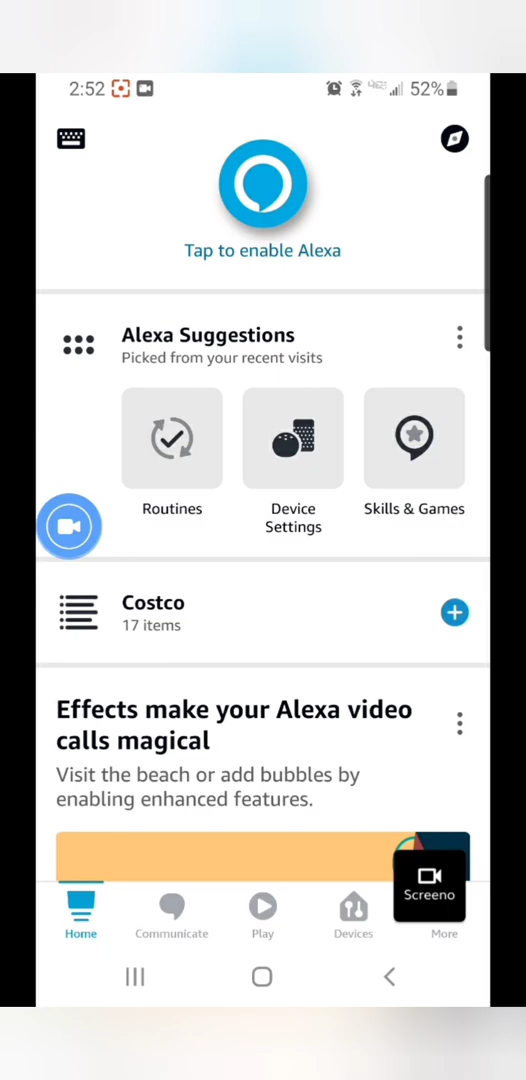 2:52 52%
Tap to enable Alexa
Alexa Suggestions
Picked from your recent visits
Routines
Device
Settings
Skills & Games
Costco
17 items
Effects make your Alexa video
calls magical
Visit the beach or add bubbles by
enabling enhanced features.
Screeno
Home Communicate Play Devices More